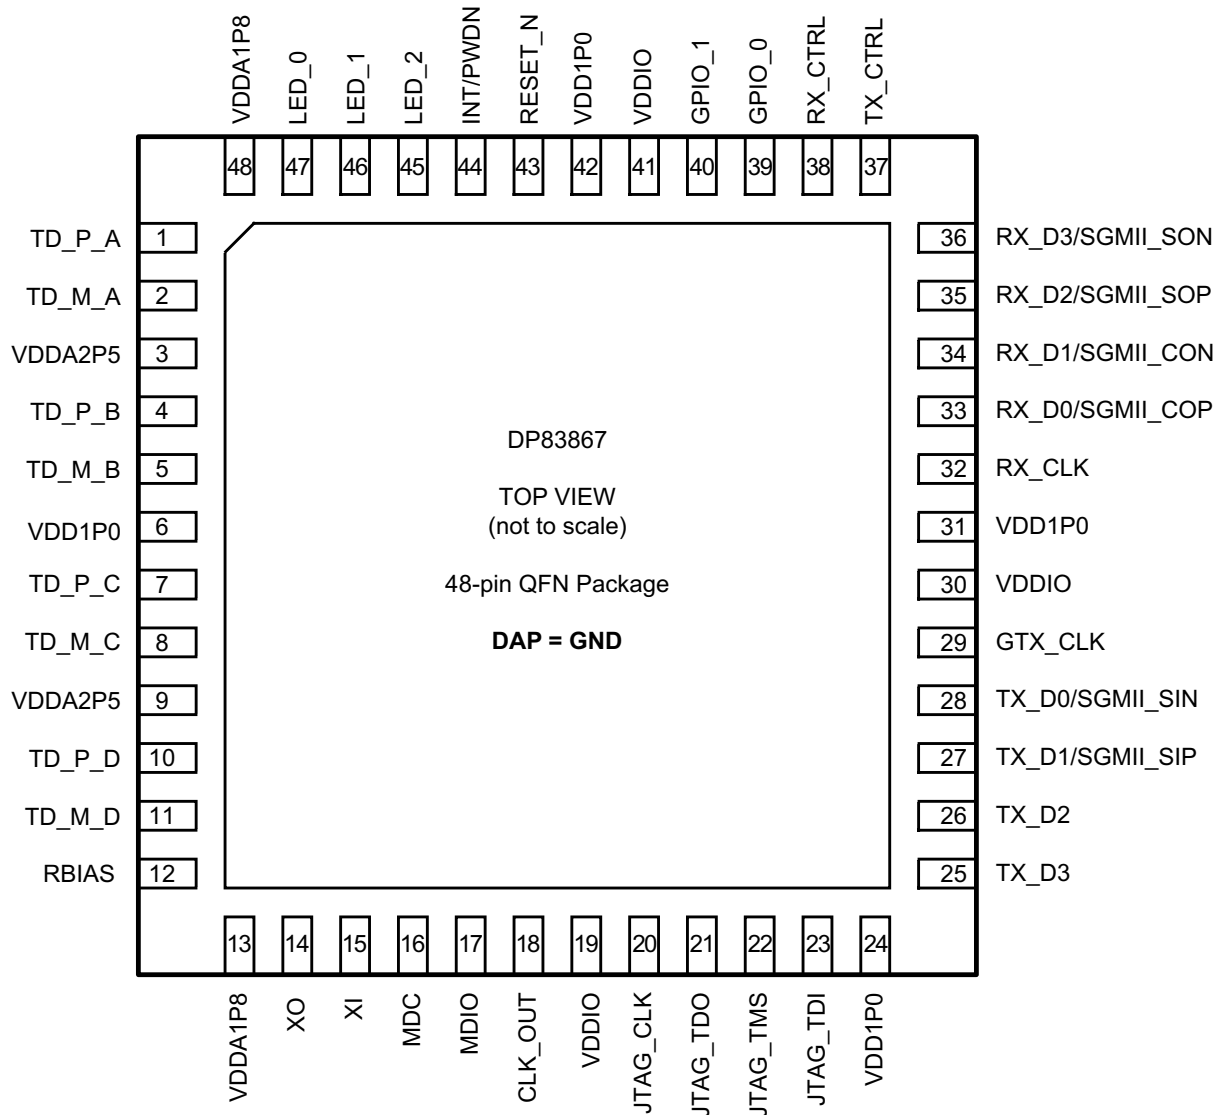 VDDA1P8
LED_0
LED_1
LED_2
INT/PWDN
RESET_N
VDD1P0
VDDIO
GPIO_1
GPIO_0
RX_CTRL
TX_CTRL
48
47
46
45
44
43
42
41
40
39
38
37
TD_P_A 1
TD_M_A 2
VDDA2P5 3
TD_P_B 4
TD_M_B 5
VDD1P0 6
TD_P_C 7
TD_M_C 8
VDDA2P5 9
TD_P_D 10
TD_M_D 11
RBIAS 12
DP83867
TOP VIEW
(not to scale)
48-pin QFN Package
DAP = GND
36 RX_D3/SGMII_SON
35 RX_D2/SGMII_SOP
34 RX_D1/SGMII_CON
33 RX_D0/SGMII_COP
32 RX_CLK
31 VDD1P0
30 VDDIO
29 GTX_CLK
28 TX_D0/SGMII_SIN
27 TX_D1/SGMII_SIP
26 TX_D2
25 TX_D3
13
14
15
16
17
18
19
20
21
22
23
24
VDDA1P8
XO
XI
MDC
MDIO
CLK_OUT
VDDIO
JTAG_CLK
JTAG_TDO
JTAG_TMS
JTAG_TDI
VDD1P0